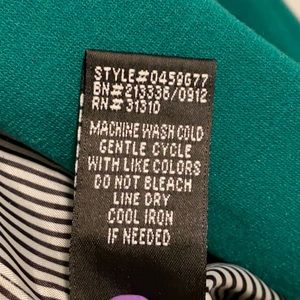 STYLE#0459G77
BN#213336/0912
RN#31310
MACHINE WASH COLD
GENTLE CYCLE
WITH LIKE COLORS
DO NOT BLEACH
LINE DRY
COOL IRON
IF NEEDED